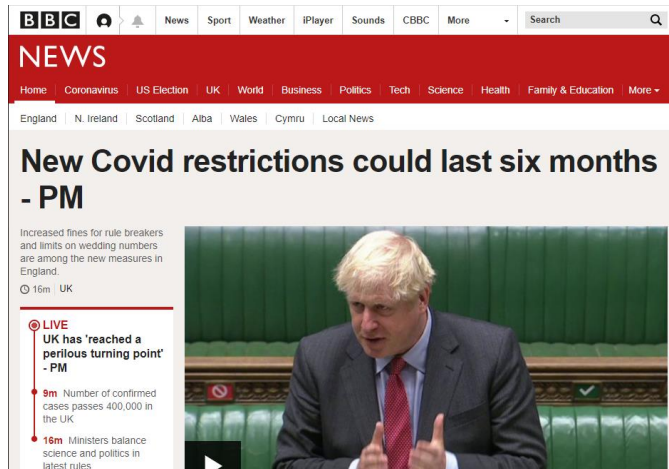 BBC News Sport Weather iPlayer Sounds CBBC More Search
NEWS
Home Coronavirus US Election UK World Business Politics Tech Science Health Family & Education More
England N. Ireland Scotland Alba Wales Cymru Local News
New Covid restrictions could last six months
- PM
Increased fines for rule breakers
and limits on wedding numbers
are among the new measures in
England.
16m UK
LIVE
UK has 'reached a
perilous turning point'
- PM
9m Number of confirmed
cases passes 400,000 in
the UK
16m Ministers balance
science and politics in
latest rules